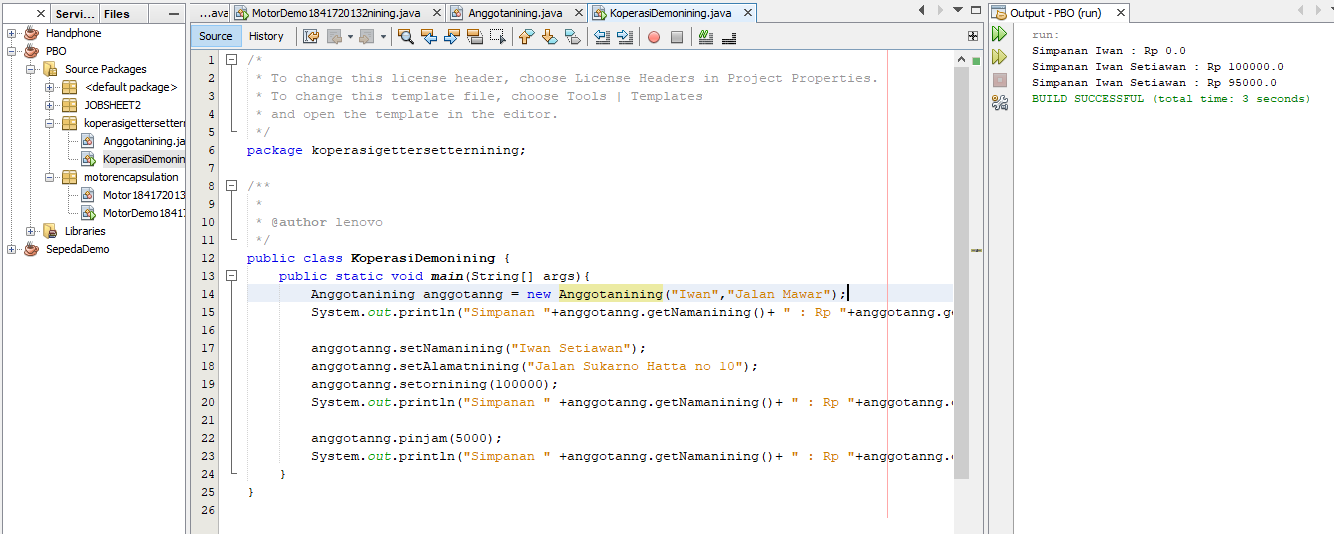 Servi...
Files
Handphone
PBO
Source Packages
<default package>
JOBSHEET2
koperasigettersettern
Anggotanining.ja
KoperasiDemonin
motorencapsulation
Motor184172013
MotorDemo1841
Libraries
SepedaDemo
...ava
MotorDemo1841720132nining.java
Anggotanining.java
KoperasiDemonining.java
Source
History
1 /*
2 * To change this license header, choose License Headers in Project Properties.
3 * To change this template file, choose Tools | Templates
4 * and open the template in the editor.
5 */
6 package koperasigettersetternining;
7
8 /**
9 *
10 * @author lenovo
11 */
12 public class KoperasiDemonining {
13 public static void main(String[] args){
14 Anggotanining anggotanng = new Anggotanining("Iwan","Jalan Mawar");
15 System.out.println("Simpanan "+anggotanng.getNamanining()+ " : Rp "+anggotanng.ge
16
17 anggotanng.setNamanining("Iwan Setiawan");
18 anggotanng.setAlamatnining("Jalan Sukarno Hatta no 10");
19 anggotanng.setornining(100000);
20 System.out.println("Simpanan " +anggotanng.getNamanining()+ " : Rp "+anggotanng.
21
22 anggotanng.pinjam(5000);
23 System.out.println("Simpanan " +anggotanng.getNamanining()+ " : Rp "+anggotanng.
24 }
25 }
26
Output - PBO (run)
run:
Simpanan Iwan : Rp 0.0
Simpanan Iwan Setiawan : Rp 100000.0
Simpanan Iwan Setiawan : Rp 95000.0
BUILD SUCCESSFUL (total time: 3 seconds)